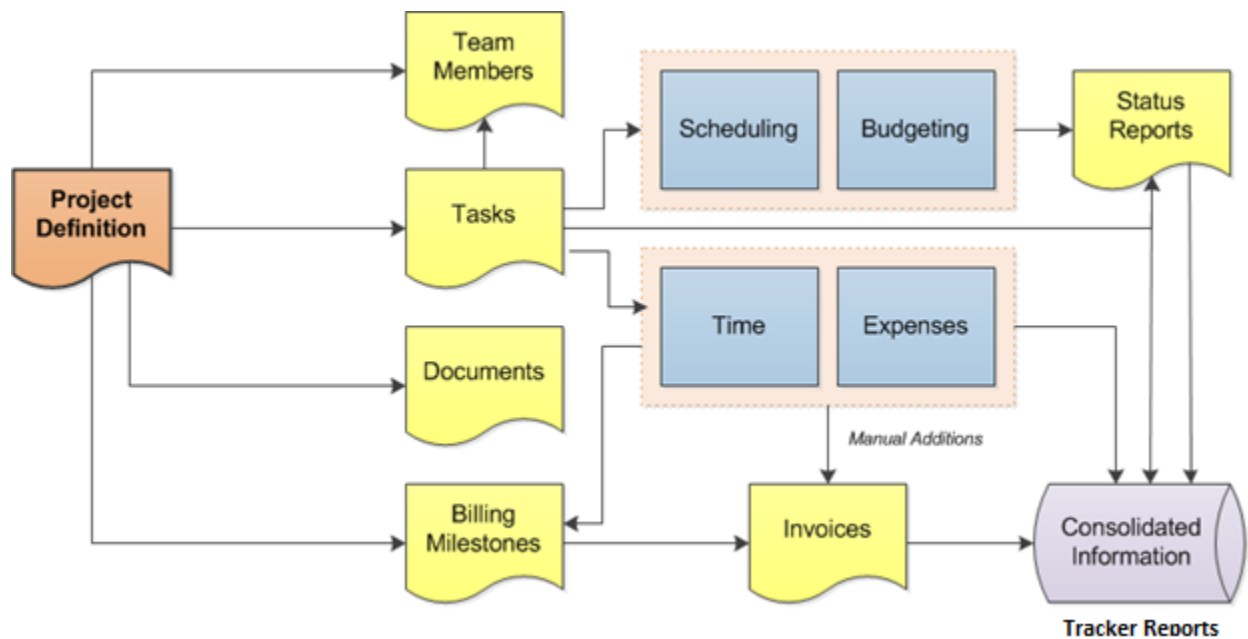 Team
Members
Scheduling
Budgeting
Status
Reports
Project
Definition
Tasks
Time
Expenses
Documents
Manual Additions
Billing
Milestones
Invoices
Consolidated
Information
Tracker Reports